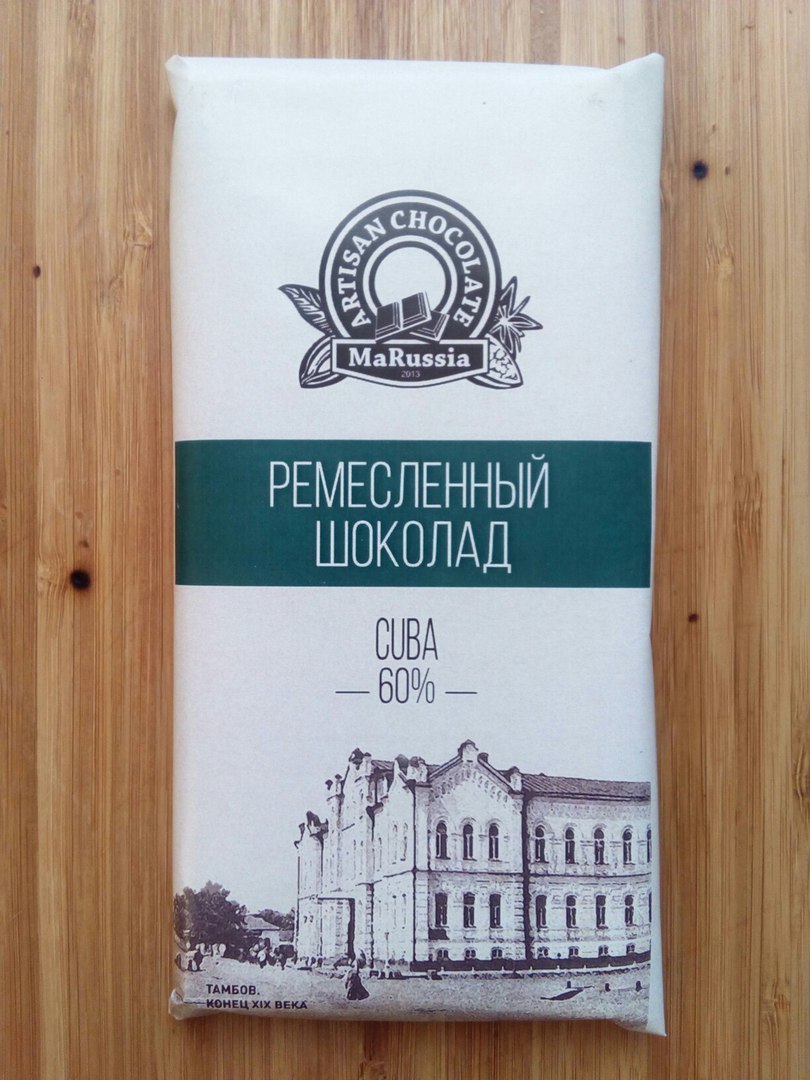 ARTISAN CHOCOLATE
MaRussia
2013
РЕМЕСЛЕННЫЙ
ШОКОЛАД
CUBA
— 60% —
ТАМБОВ.
КОНЕЦ XIX ВЕКА